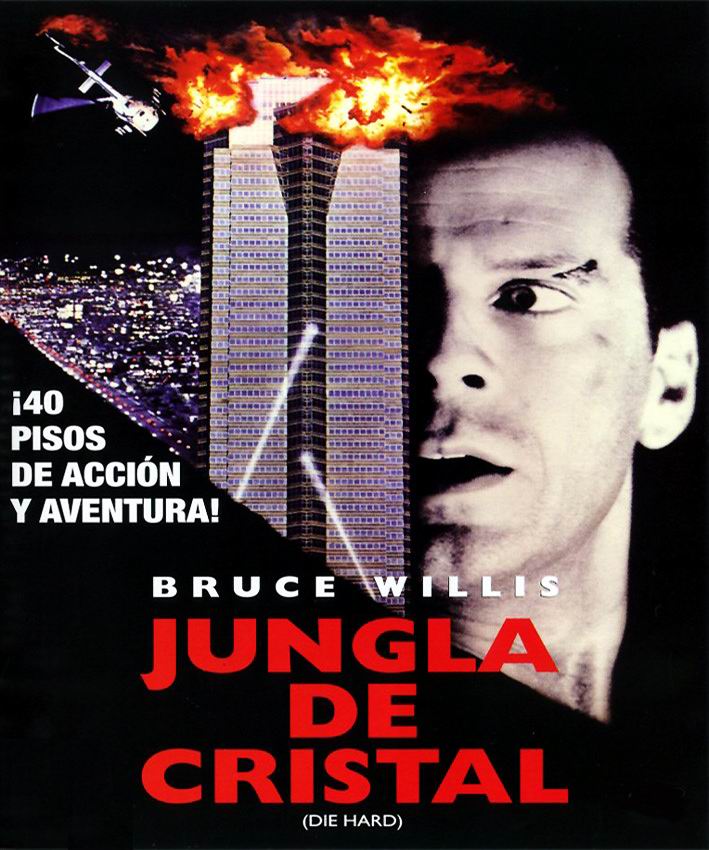 ¡40
PISOS
DE ACCIÓN
Y AVENTURA!
BRUCE WILLIS
JUNGLA
DE
CRISTAL
(DIE HARD)